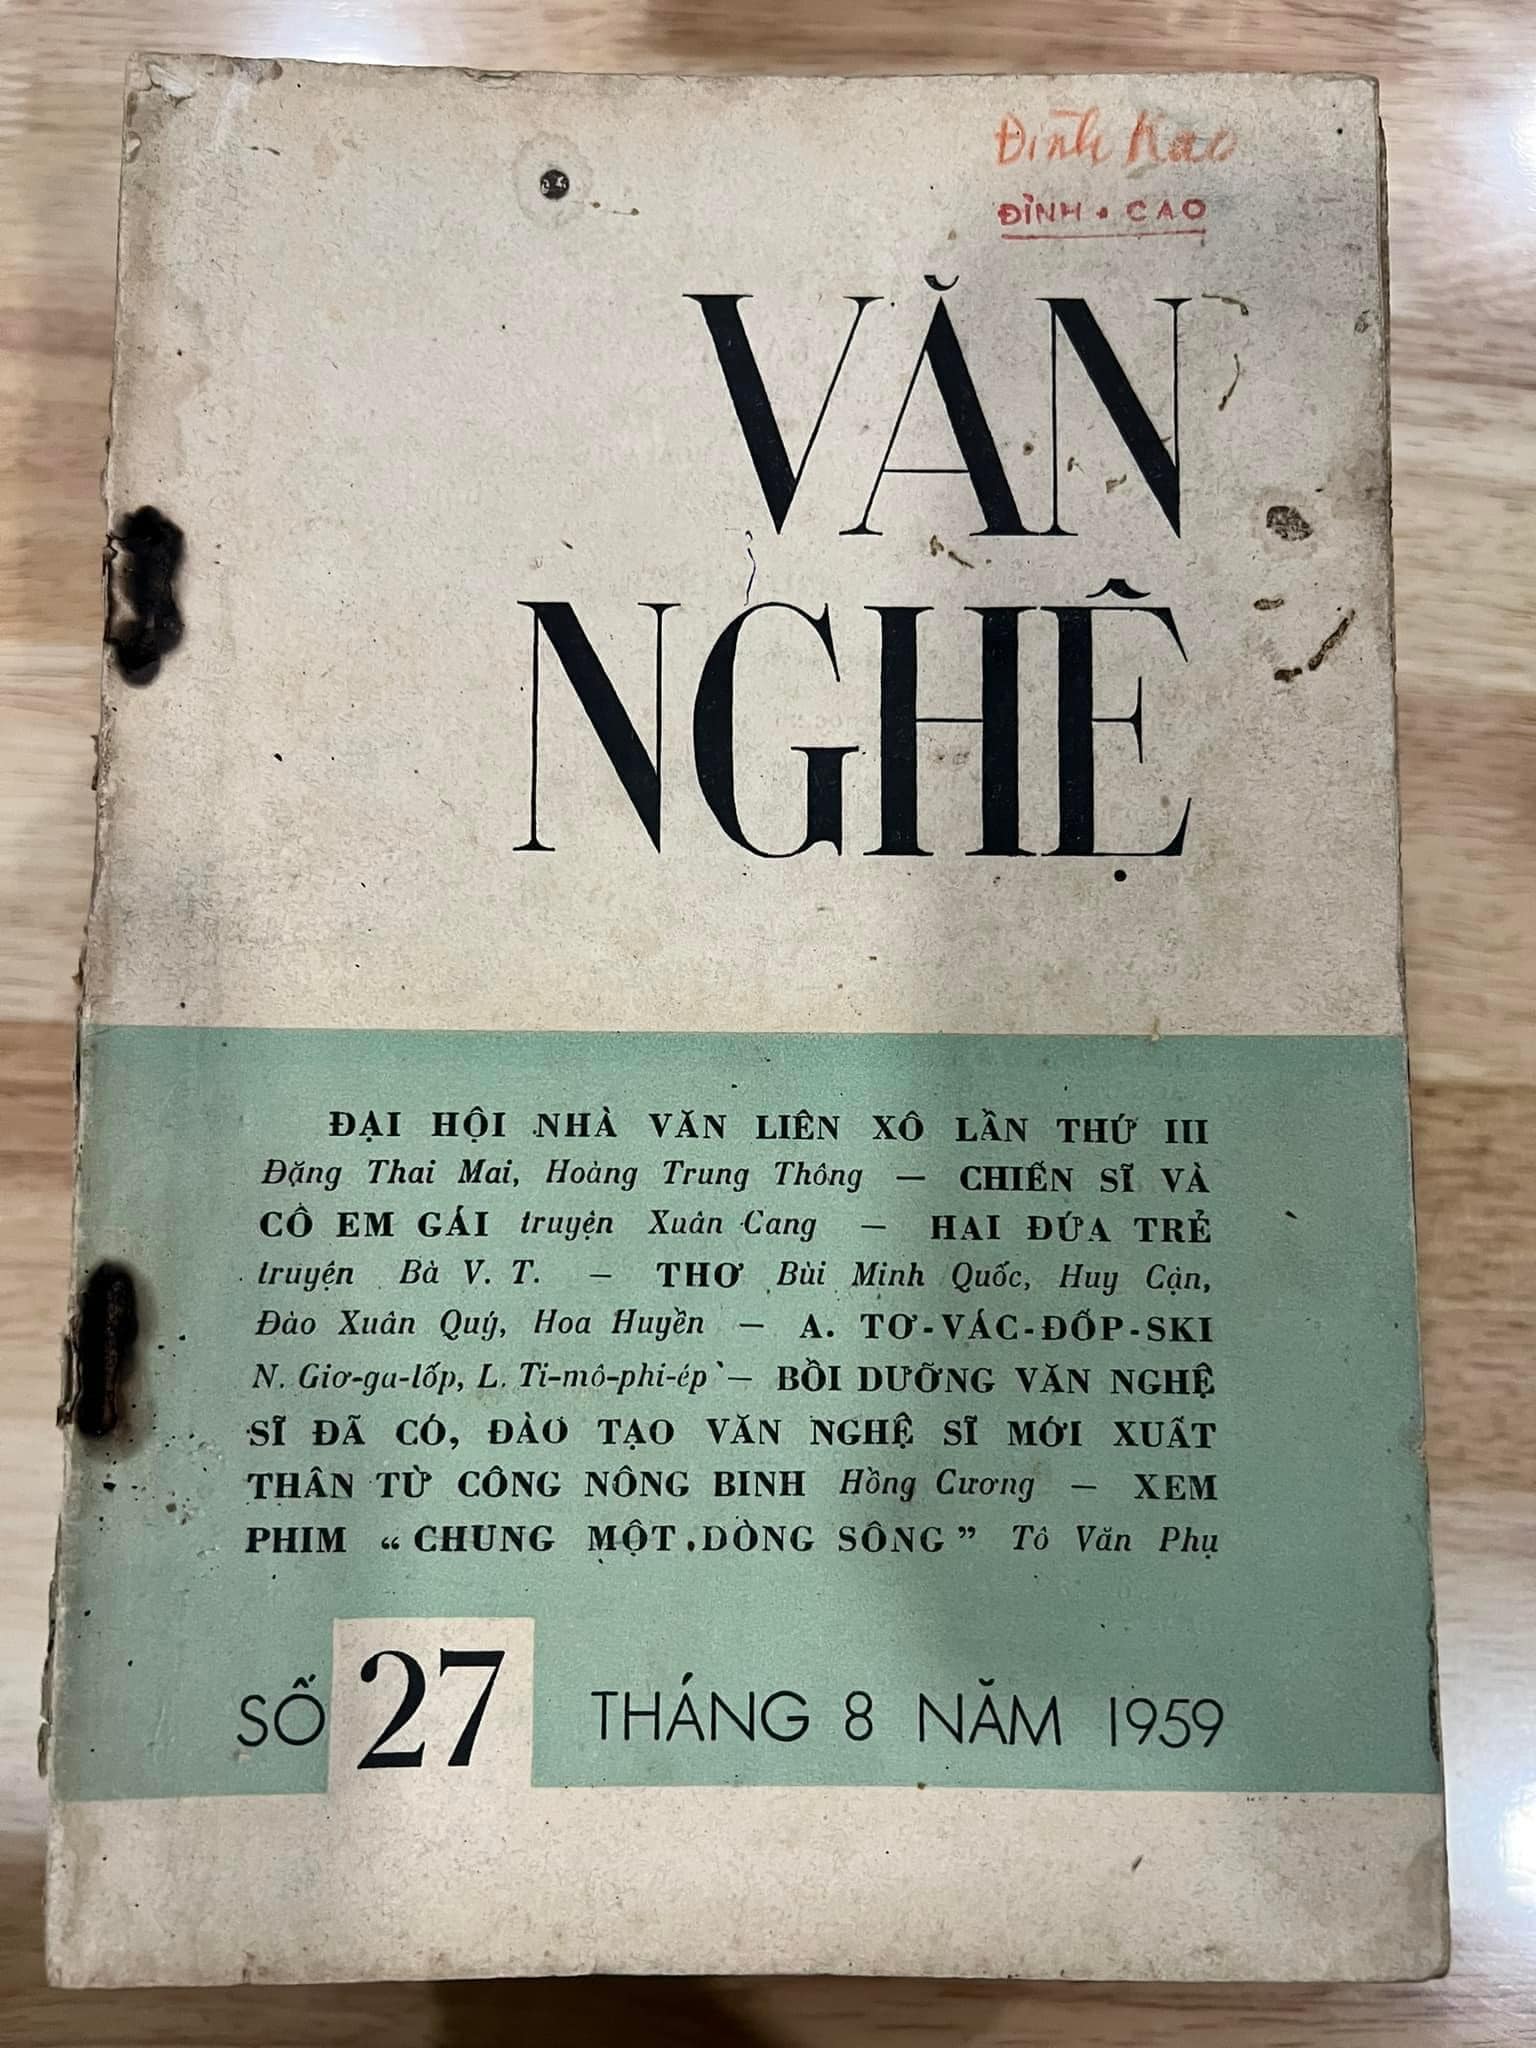 Đình Kao
ĐÌNH . CAO
VĂN
NGHỆ
ĐẠI HỘI NHÀ VĂN LIÊN XÔ LẦN THỨ III
Đặng Thai Mai, Hoàng Trung Thông — CHIẾN SĨ VÀ
CÔ EM GÁI truyện Xuân Cang — HAI ĐỨA TRẺ
truyện Bà V. T. — THƠ Bùi Minh Quốc, Huy Cận,
Đào Xuân Quý, Hoa Huyền — A. TƠ-VÁC-ĐỐP-SKI
N. Giơ-ga-lốp, L. Ti-mô-phi-ép — BỒI DƯỠNG VĂN NGHỆ
SĨ ĐÃ CÓ, ĐÀO TẠO VĂN NGHỆ SĨ MỚI XUẤT
THÂN TỪ CÔNG NÔNG BINH Hồng Cương — XEM
PHIM “CHUNG MỘT DÒNG SÔNG” Tô Văn Phụ
SỐ 27 THÁNG 8 NĂM 1959